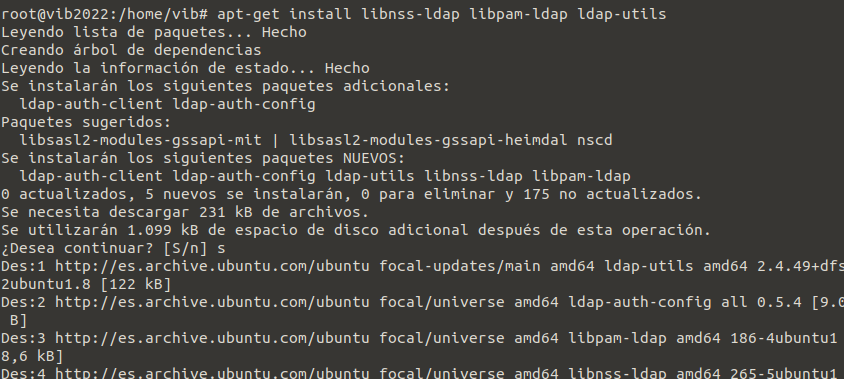 root@vib2022:/home/vib# apt-get install libnss-ldap libpam-ldap ldap-utils
Leyendo lista de paquetes... Hecho
Creando árbol de dependencias
Leyendo la información de estado... Hecho
Se instalarán los siguientes paquetes adicionales:
  ldap-auth-client ldap-auth-config
Paquetes sugeridos:
  libsasl2-modules-gssapi-mit | libsasl2-modules-gssapi-heimdal nscd
Se instalarán los siguientes paquetes NUEVOS:
  ldap-auth-client ldap-auth-config ldap-utils libnss-ldap libpam-ldap
0 actualizados, 5 nuevos se instalarán, 0 para eliminar y 175 no actualizados.
Se necesita descargar 231 kB de archivos.
Se utilizarán 1.099 kB de espacio de disco adicional después de esta operación.
¿Desea continuar? [S/n] s
Des:1 http://es.archive.ubuntu.com/ubuntu focal-updates/main amd64 ldap-utils amd64 2.4.49+dfs
2ubuntu1.8 [122 kB]
Des:2 http://es.archive.ubuntu.com/ubuntu focal/universe amd64 ldap-auth-config all 0.5.4 [9.0
 B]
Des:3 http://es.archive.ubuntu.com/ubuntu focal/universe amd64 libpam-ldap amd64 186-4ubuntu1
8,6 kB]
Des:4 http://es.archive.ubuntu.com/ubuntu focal/universe amd64 libnss-ldap amd64 265-5ubuntu1